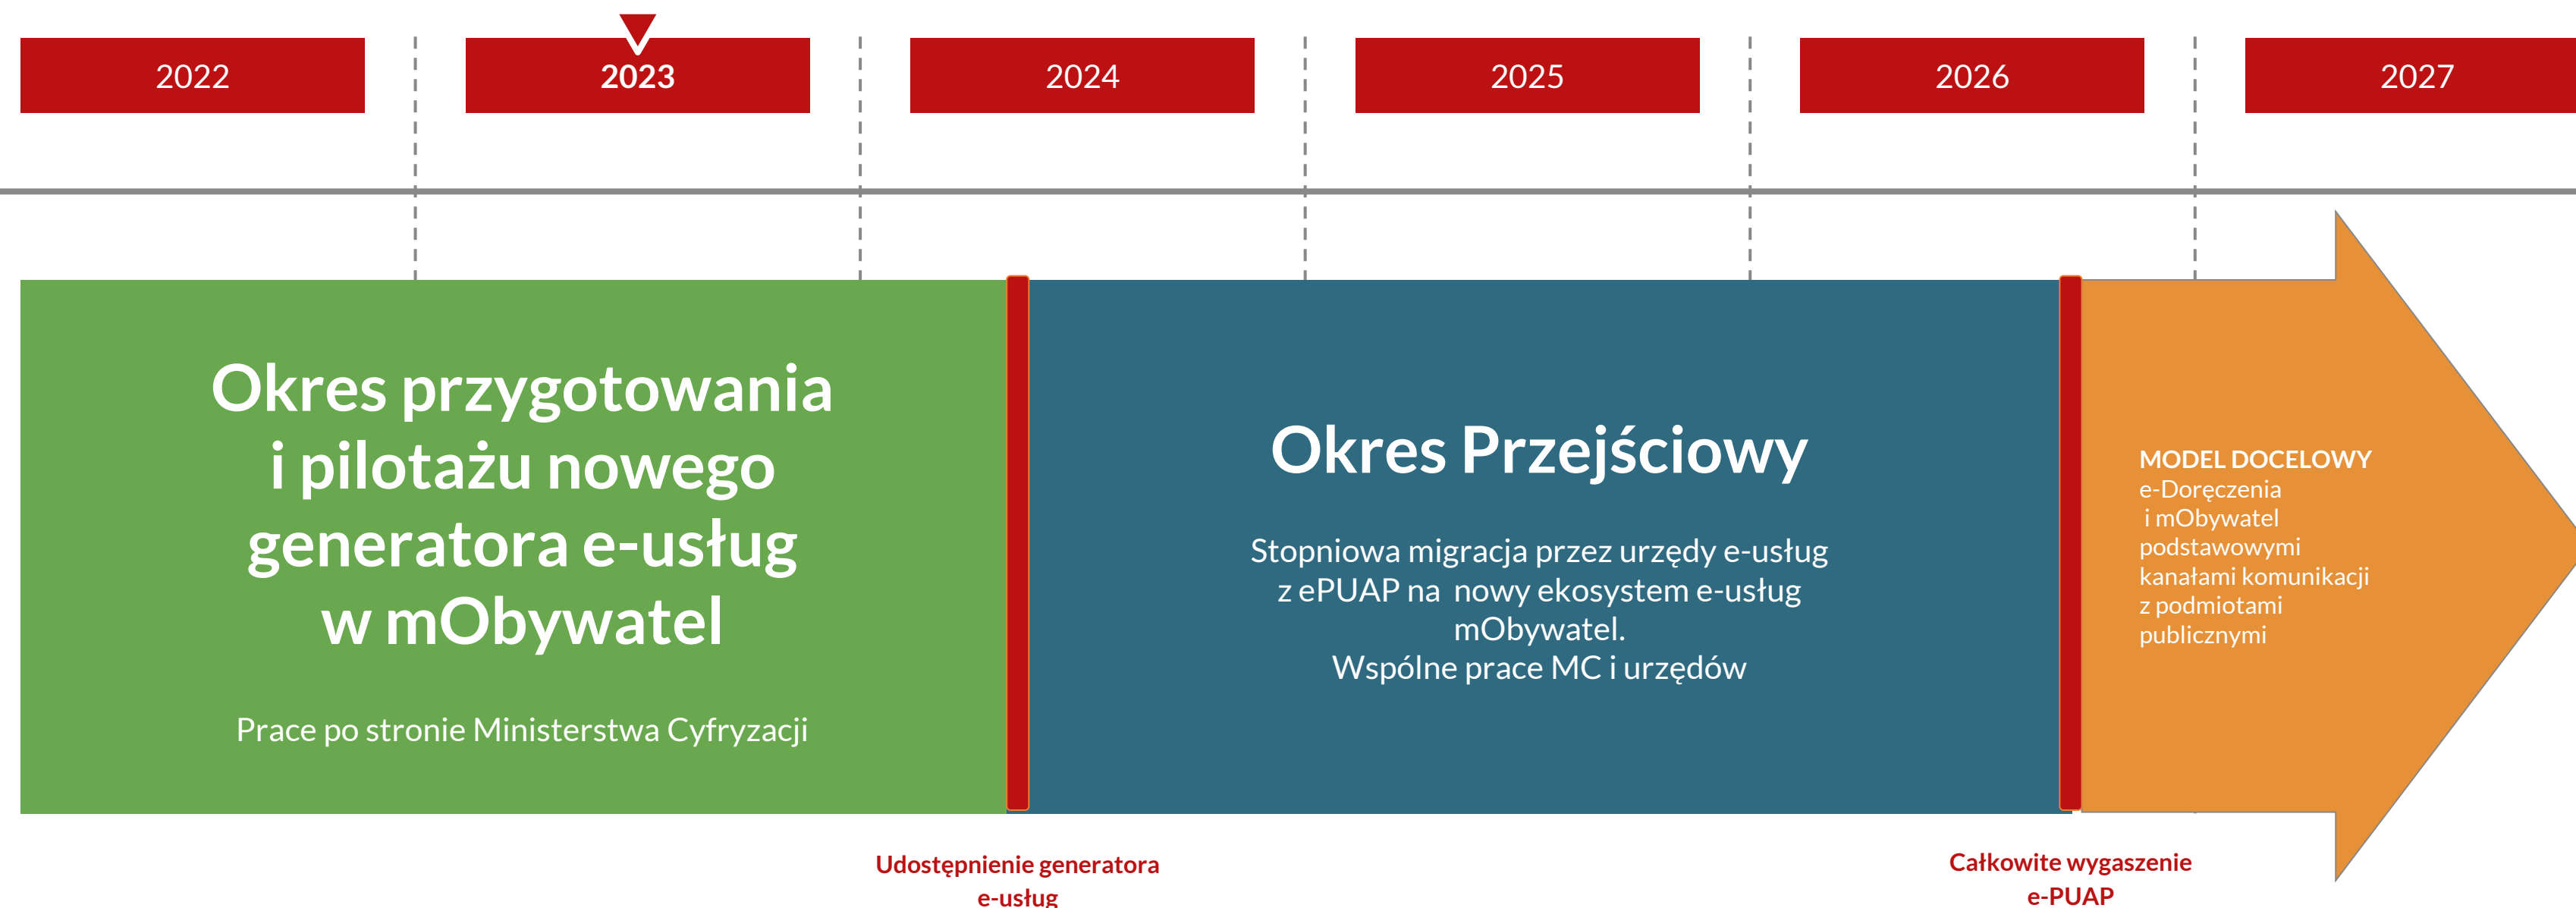 2022
2023
2024
2025
2026
2027
Okres przygotowania
i pilotażu nowego
generatora e-usług
w mObywatel
Prace po stronie Ministerstwa Cyfryzacji
Okres Przejściowy
Stopniowa migracja przez urzędy e-usług
z ePUAP na nowy ekosystem e-usług
mObywatel.
Wspólne prace MC i urzędów
MODEL DOCELOWY
e-Doręczenia
i mObywatel
podstawowymi
kanałami komunikacji
z podmiotami
publicznymi
Udostępnienie generatora
e-usług
Całkowite wygaszenie
e-PUAP